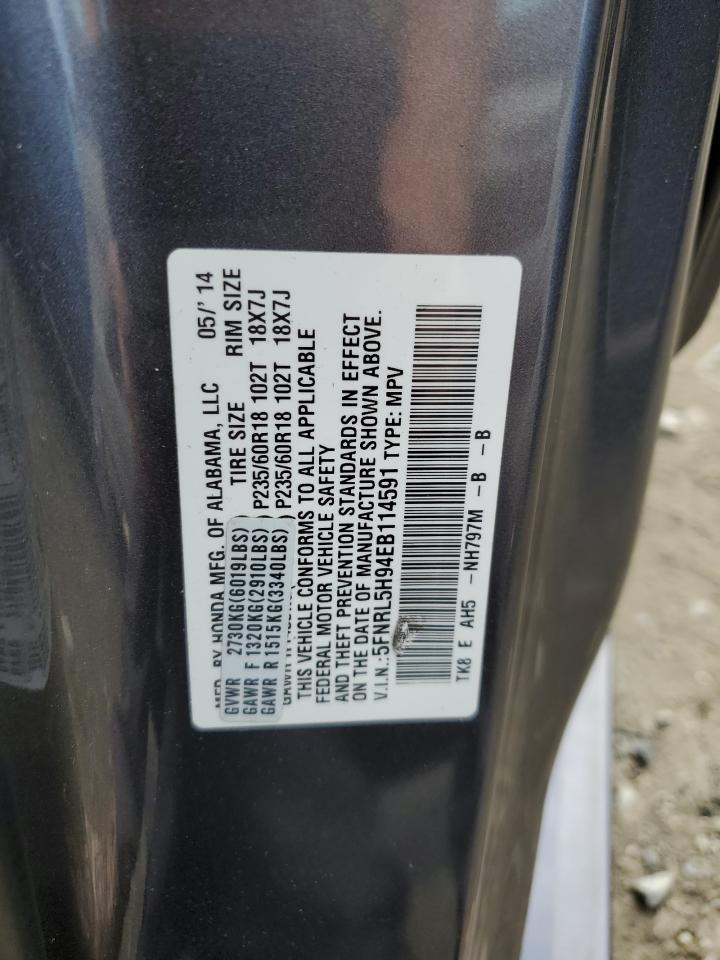 MFD. BY HONDA MFG. OF ALABAMA, LLC 05/'14
GVWR 2730KG(6019LBS) TIRE SIZE RIM SIZE
GAWR F 1320KG(2910LBS) P235/60R18 102T 18X7J
GAWR R 1515KG(3340LBS) P235/60R18 102T 18X7J
THIS VEHICLE CONFORMS TO ALL APPLICABLE
FEDERAL MOTOR VEHICLE SAFETY
AND THEFT PREVENTION STANDARDS IN EFFECT
ON THE DATE OF MANUFACTURE SHOWN ABOVE.
V.I.N.:5FNRL5H94EB114591 TYPE: MPV
TK8 E AH5 -NH797M -B -B